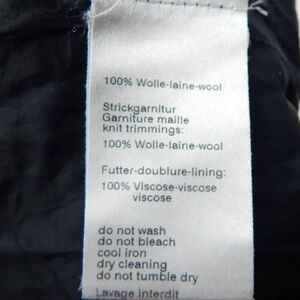 100% Wolle-laine-wool
Strickgarnitur
Garniture maille
knit trimmings:
100% Wolle-laine-wool
Futter-doublure-lining:
100% Viscose-viscose
viscose
do not wash
do not bleach
cool iron
dry cleaning
do not tumble dry
Lavage interdit